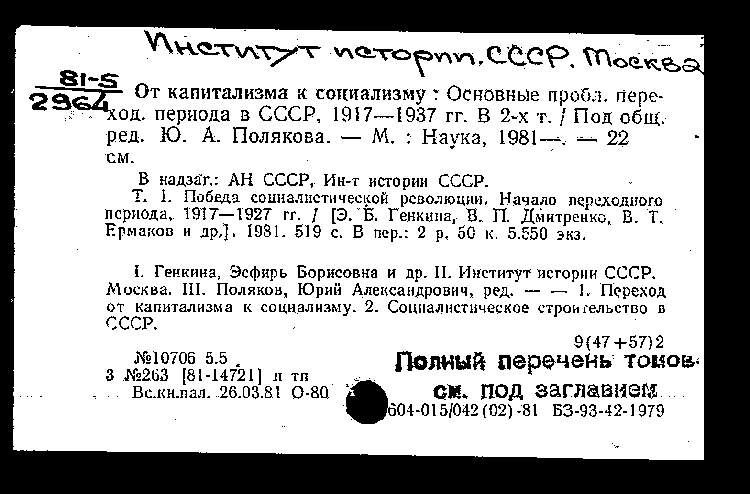 Институт истории. СССР. Москва
81-5
2964
От капитализма к социализму : Основные пробл. пере-
ход. периода в СССР, 1917—1937 гг. В 2-х т. / Под общ.
ред. Ю. А. Полякова. — М. : Наука, 1981—. — 22
см.
В надзаг.: АН СССР, Ин-т истории СССР.
Т. 1. Победа социалистической революции. Начало переходного
периода, 1917—1927 гг. / [Э. Б. Генкина, В. П. Дмитренко, В. Т.
Ермаков и др.]. 1981. 519 с. В пер.: 2 р. 50 к. 5.550 экз.
I. Генкина, Эсфирь Борисовна и др. II. Институт истории СССР.
Москва. III. Поляков, Юрий Александрович, ред. — — 1. Переход
от капитализма к социализму. 2. Социалистическое строительство в
СССР.
9(47+57)2
№10706 5.5
Полный перечень томов
3 №263 [81-14721] п тп
см. под заглавием
Вс.кн.пал. 26.03.81 О-80
604-015/042(02)-81 БЗ-93-42-1979